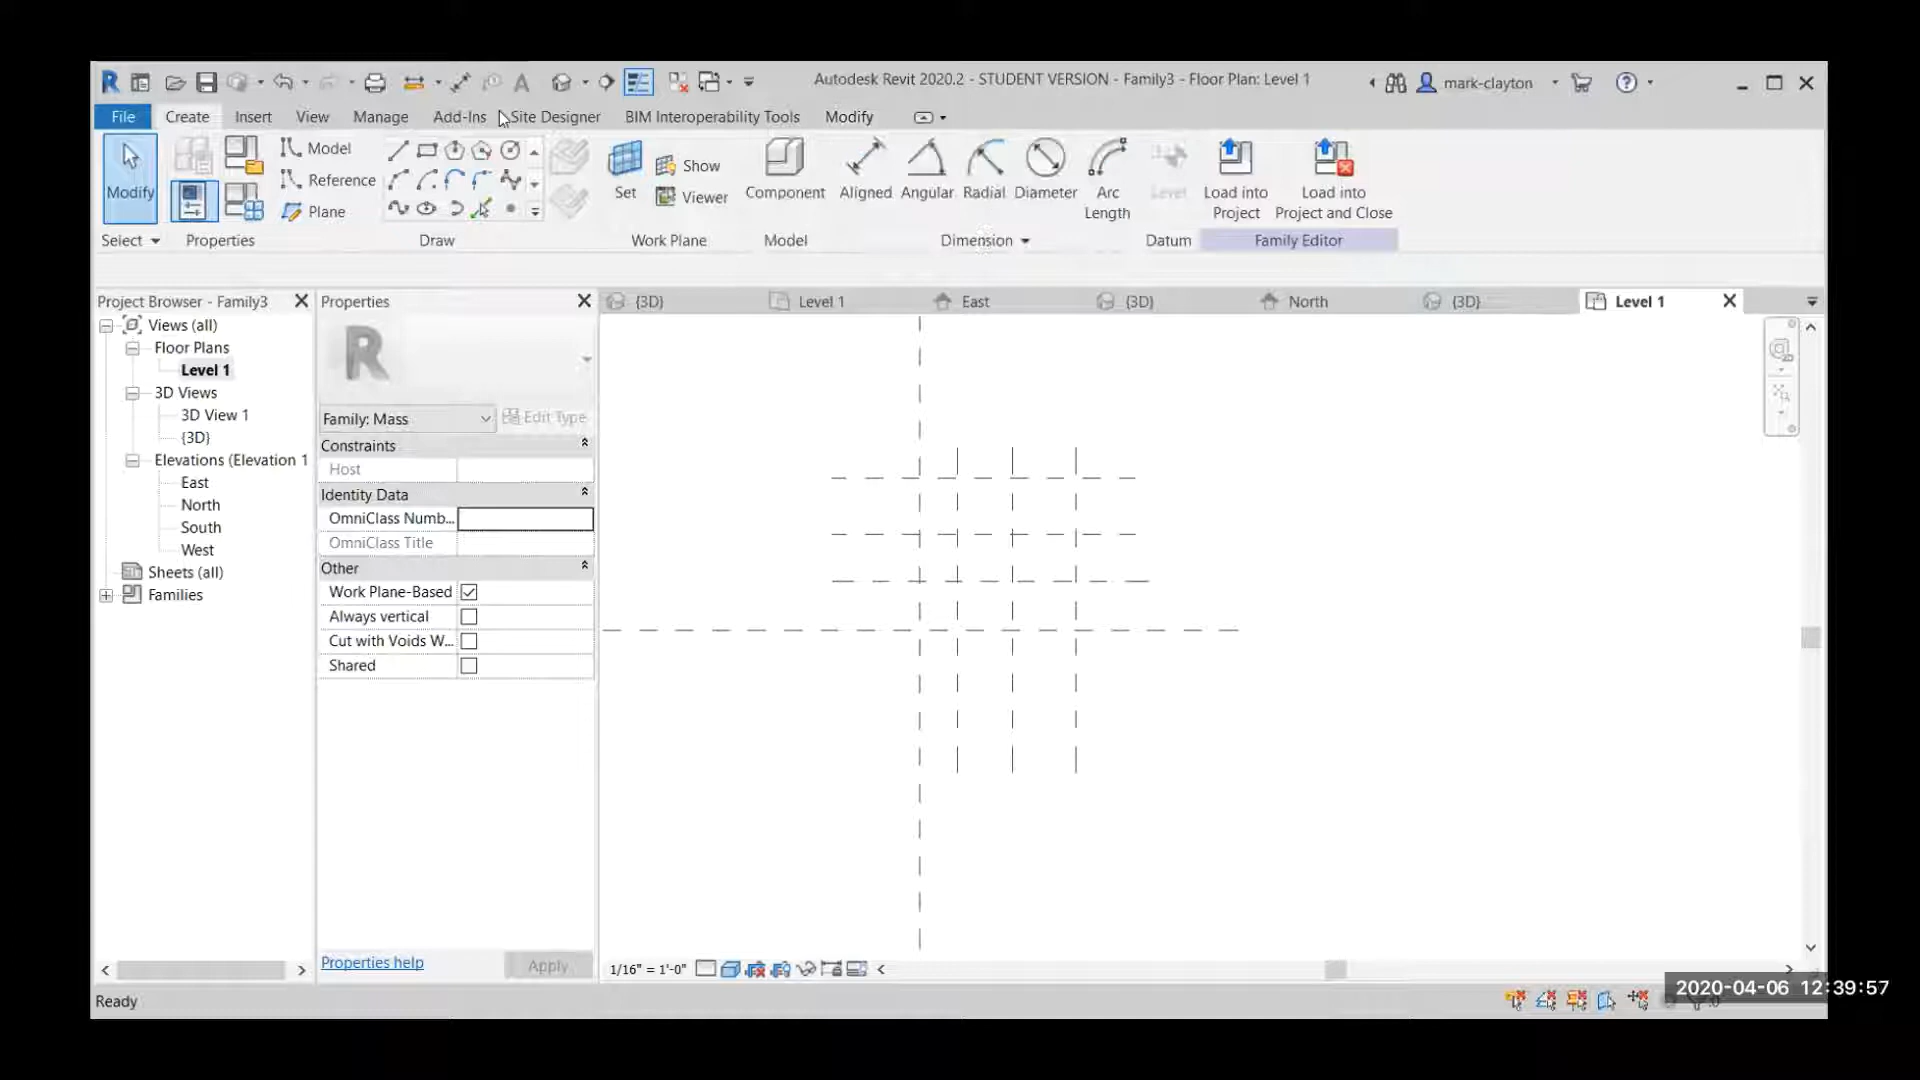 Autodesk Revit 2020.2 - STUDENT VERSION - Family3 - Floor Plan: Level 1
mark-clayton
File Create Insert View Manage Add-Ins Site Designer BIM Interoperability Tools Modify
Modify
Model
Reference
Plane
Set
Show
Viewer
Component
Aligned
Angular
Radial
Diameter
Arc
Length
Level
Load into
Project
Load into
Project and Close
Select Properties Draw Work Plane Model Dimension Datum Family Editor
Project Browser - Family3
Views (all)
Floor Plans
Level 1
3D Views
3D View 1
{3D}
Elevations (Elevation 1
East
North
South
West
Sheets (all)
Families
Properties
R
Family: Mass
Edit Type
Constraints
Host
Identity Data
OmniClass Numb...
OmniClass Title
Other
Work Plane-Based
Always vertical
Cut with Voids W...
Shared
Properties help
Apply
{3D} Level 1 East {3D} North {3D} Level 1
1/16" = 1'-0"
Ready
2020-04-06 12:39:57